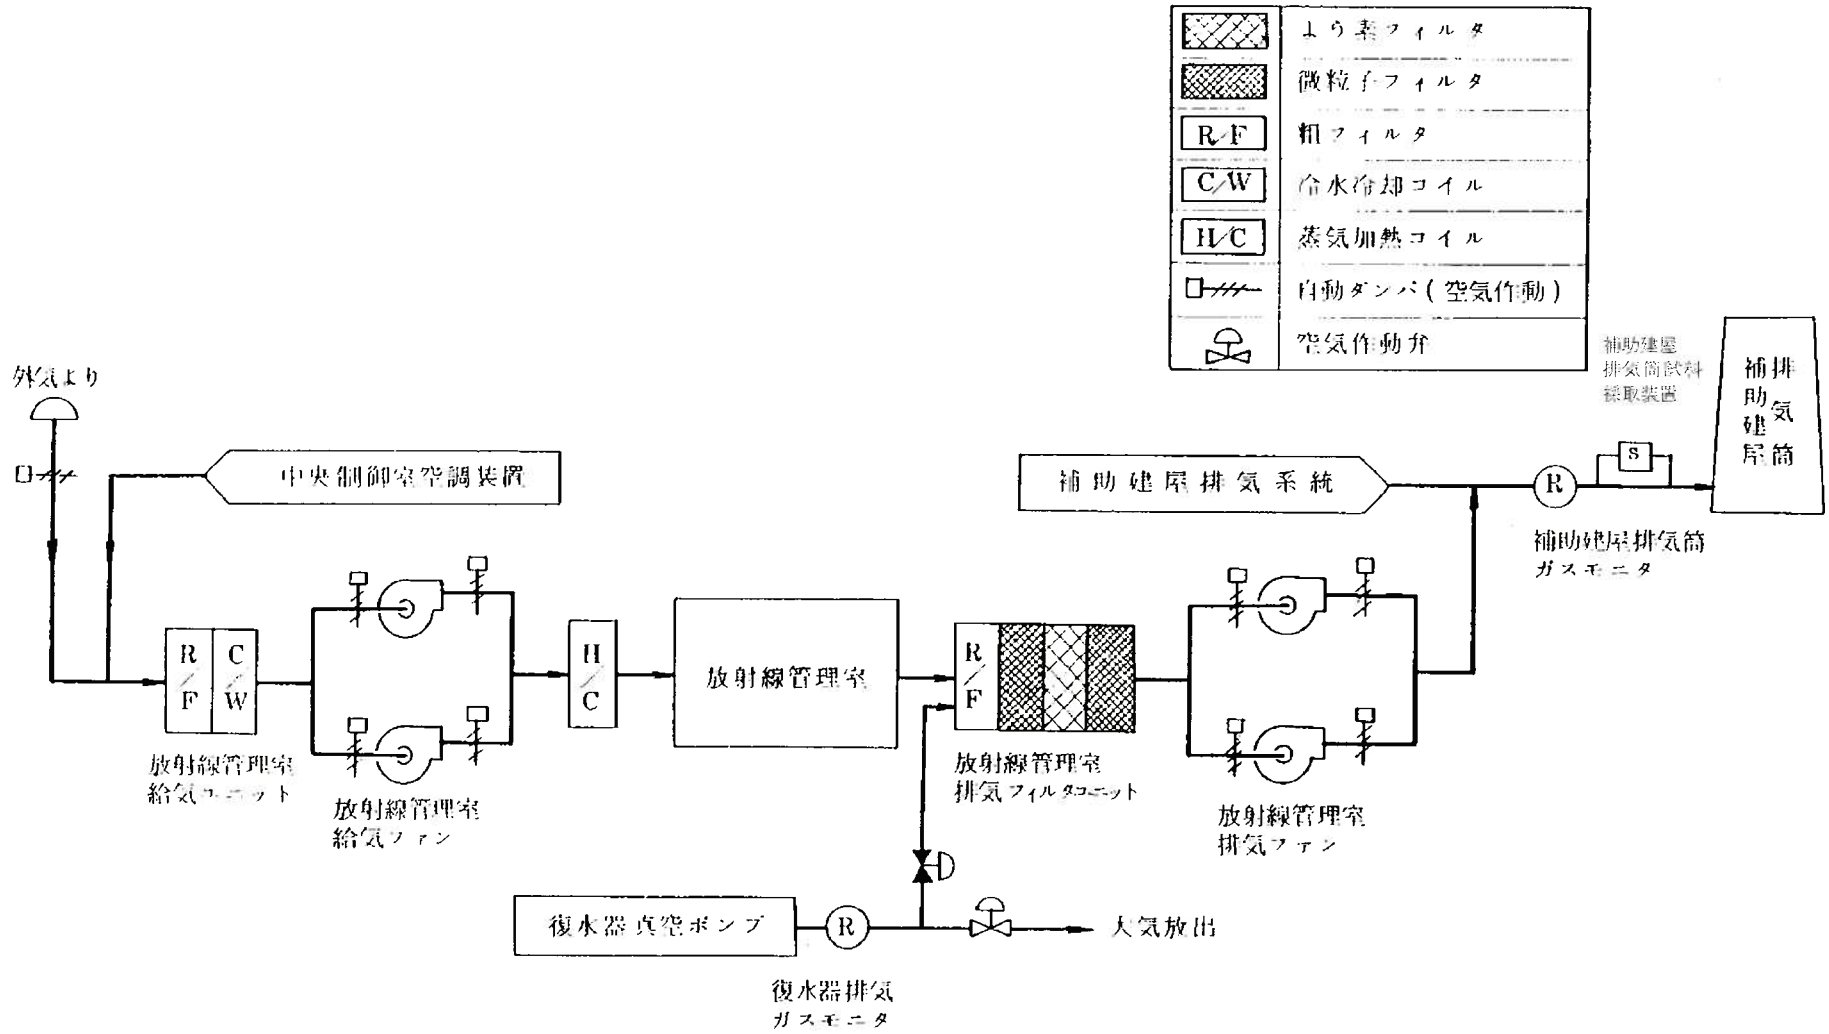 よう素フィルタ
微粒子フィルタ
R/F
粗フィルタ
C/W
冷水冷却コイル
H/C
蒸気加熱コイル
自動ダンパ(空気作動)
空気作動弁
補助建屋
排気筒試料
採取装置
補助建屋
排気筒
外気より
中央制御室空調装置
補助建屋排気系統
R
S
補助建屋排気筒
ガスモニタ
R/F
C/W
H/C
放射線管理室
R/F
放射線管理室
給気ユニット
放射線管理室
給気ファン
放射線管理室
排気フィルタユニット
放射線管理室
排気ファン
復水器真空ポンプ
R
大気放出
復水器排気
ガスモニタ